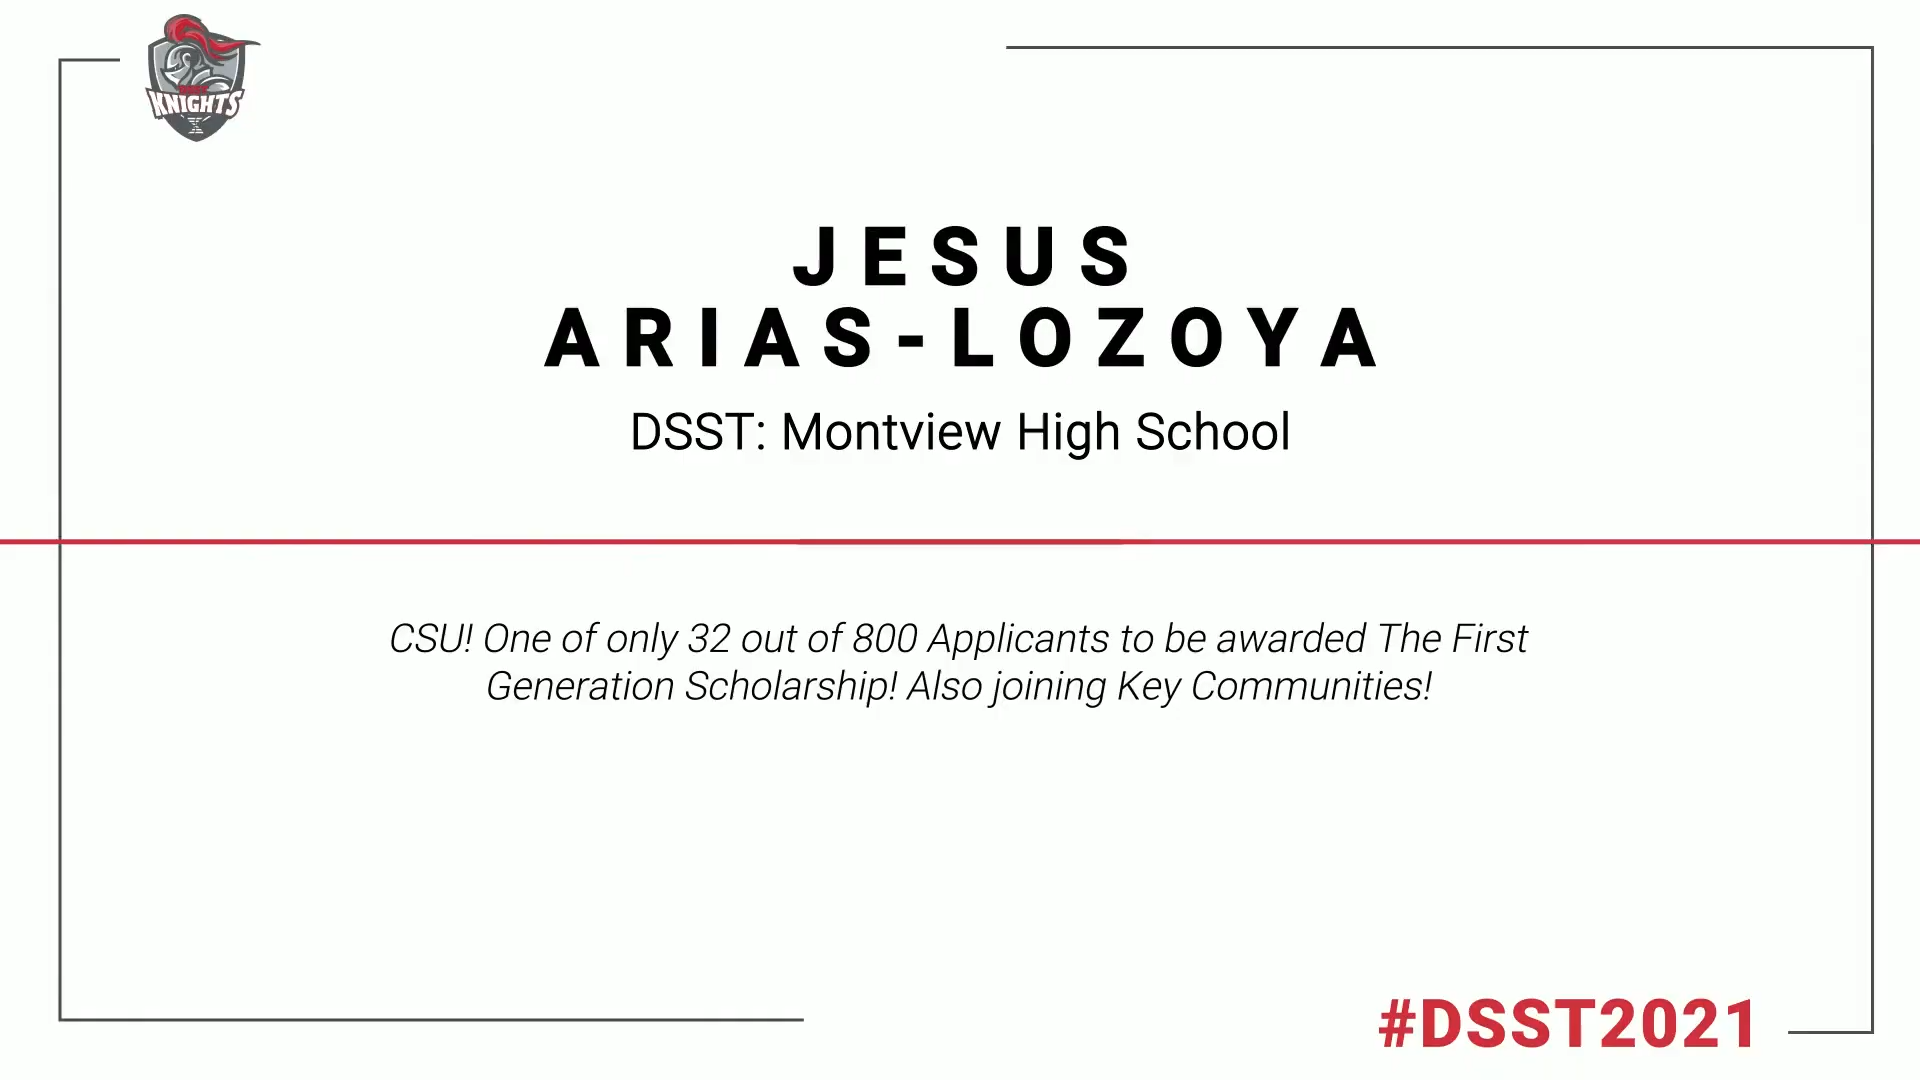 KNIGHTS
JESUS
ARIAS-LOZOYA
DSST: Montview High School
CSU! One of only 32 out of 800 Applicants to be awarded The First
Generation Scholarship! Also joining Key Communities!
#DSST2021